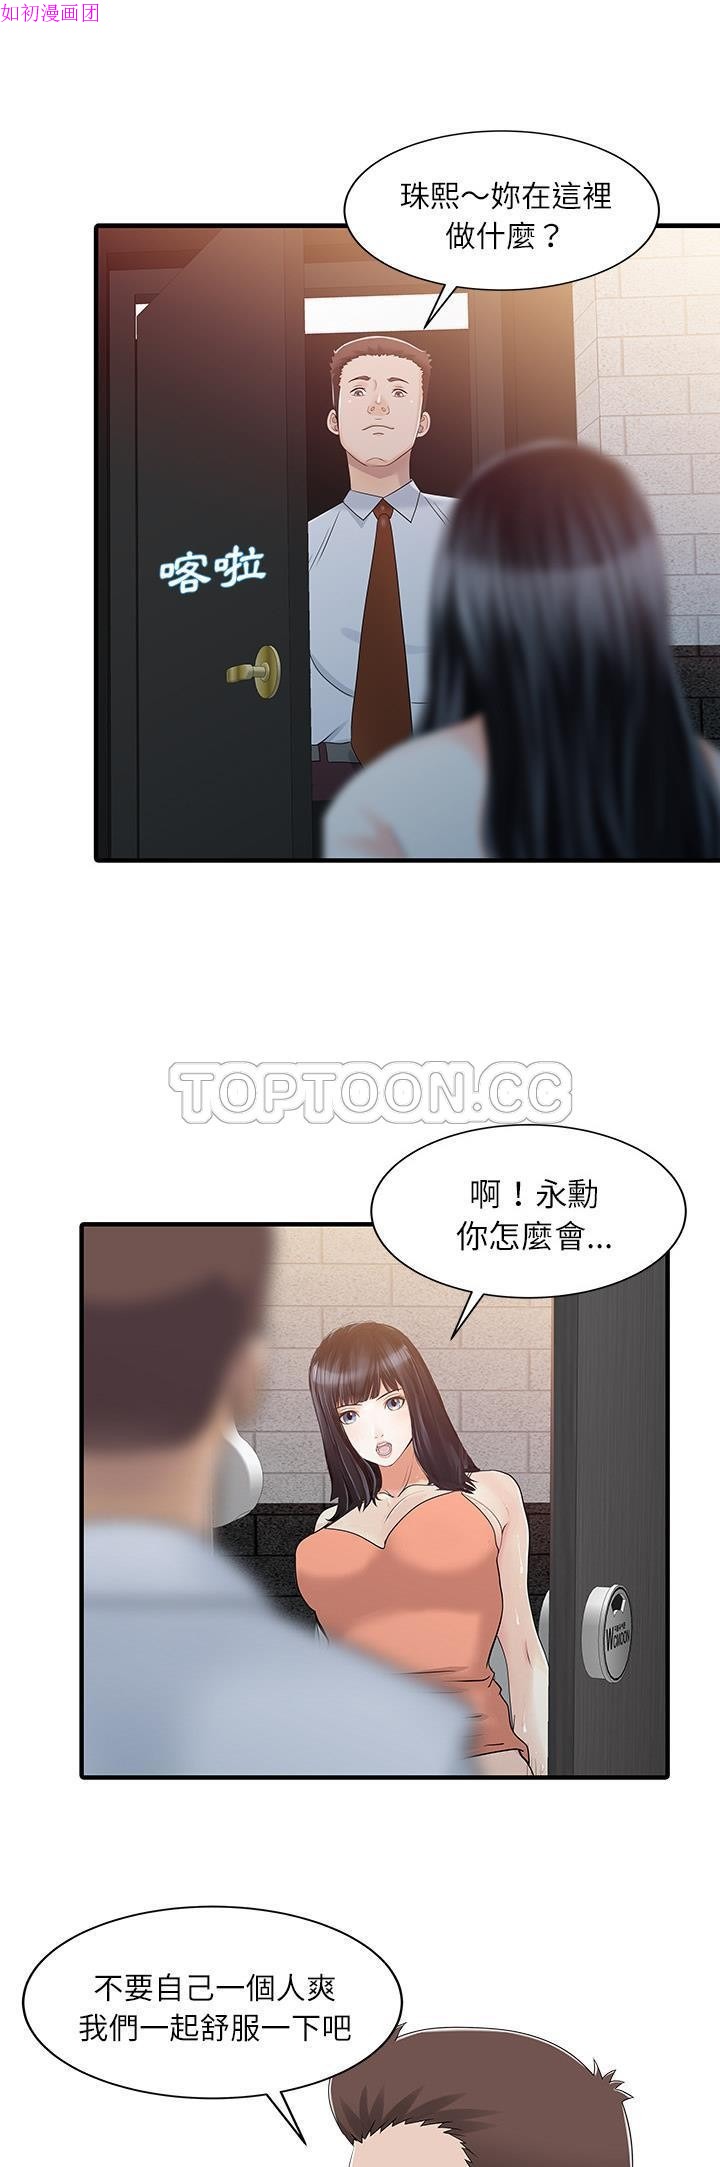 如初漫画团
珠熙～妳在這裡
做什麼？
喀啦
TOPTOON.CC
啊！永勳
你怎麼會...
WOMOON
不要自己一個人爽
我們一起舒服一下吧